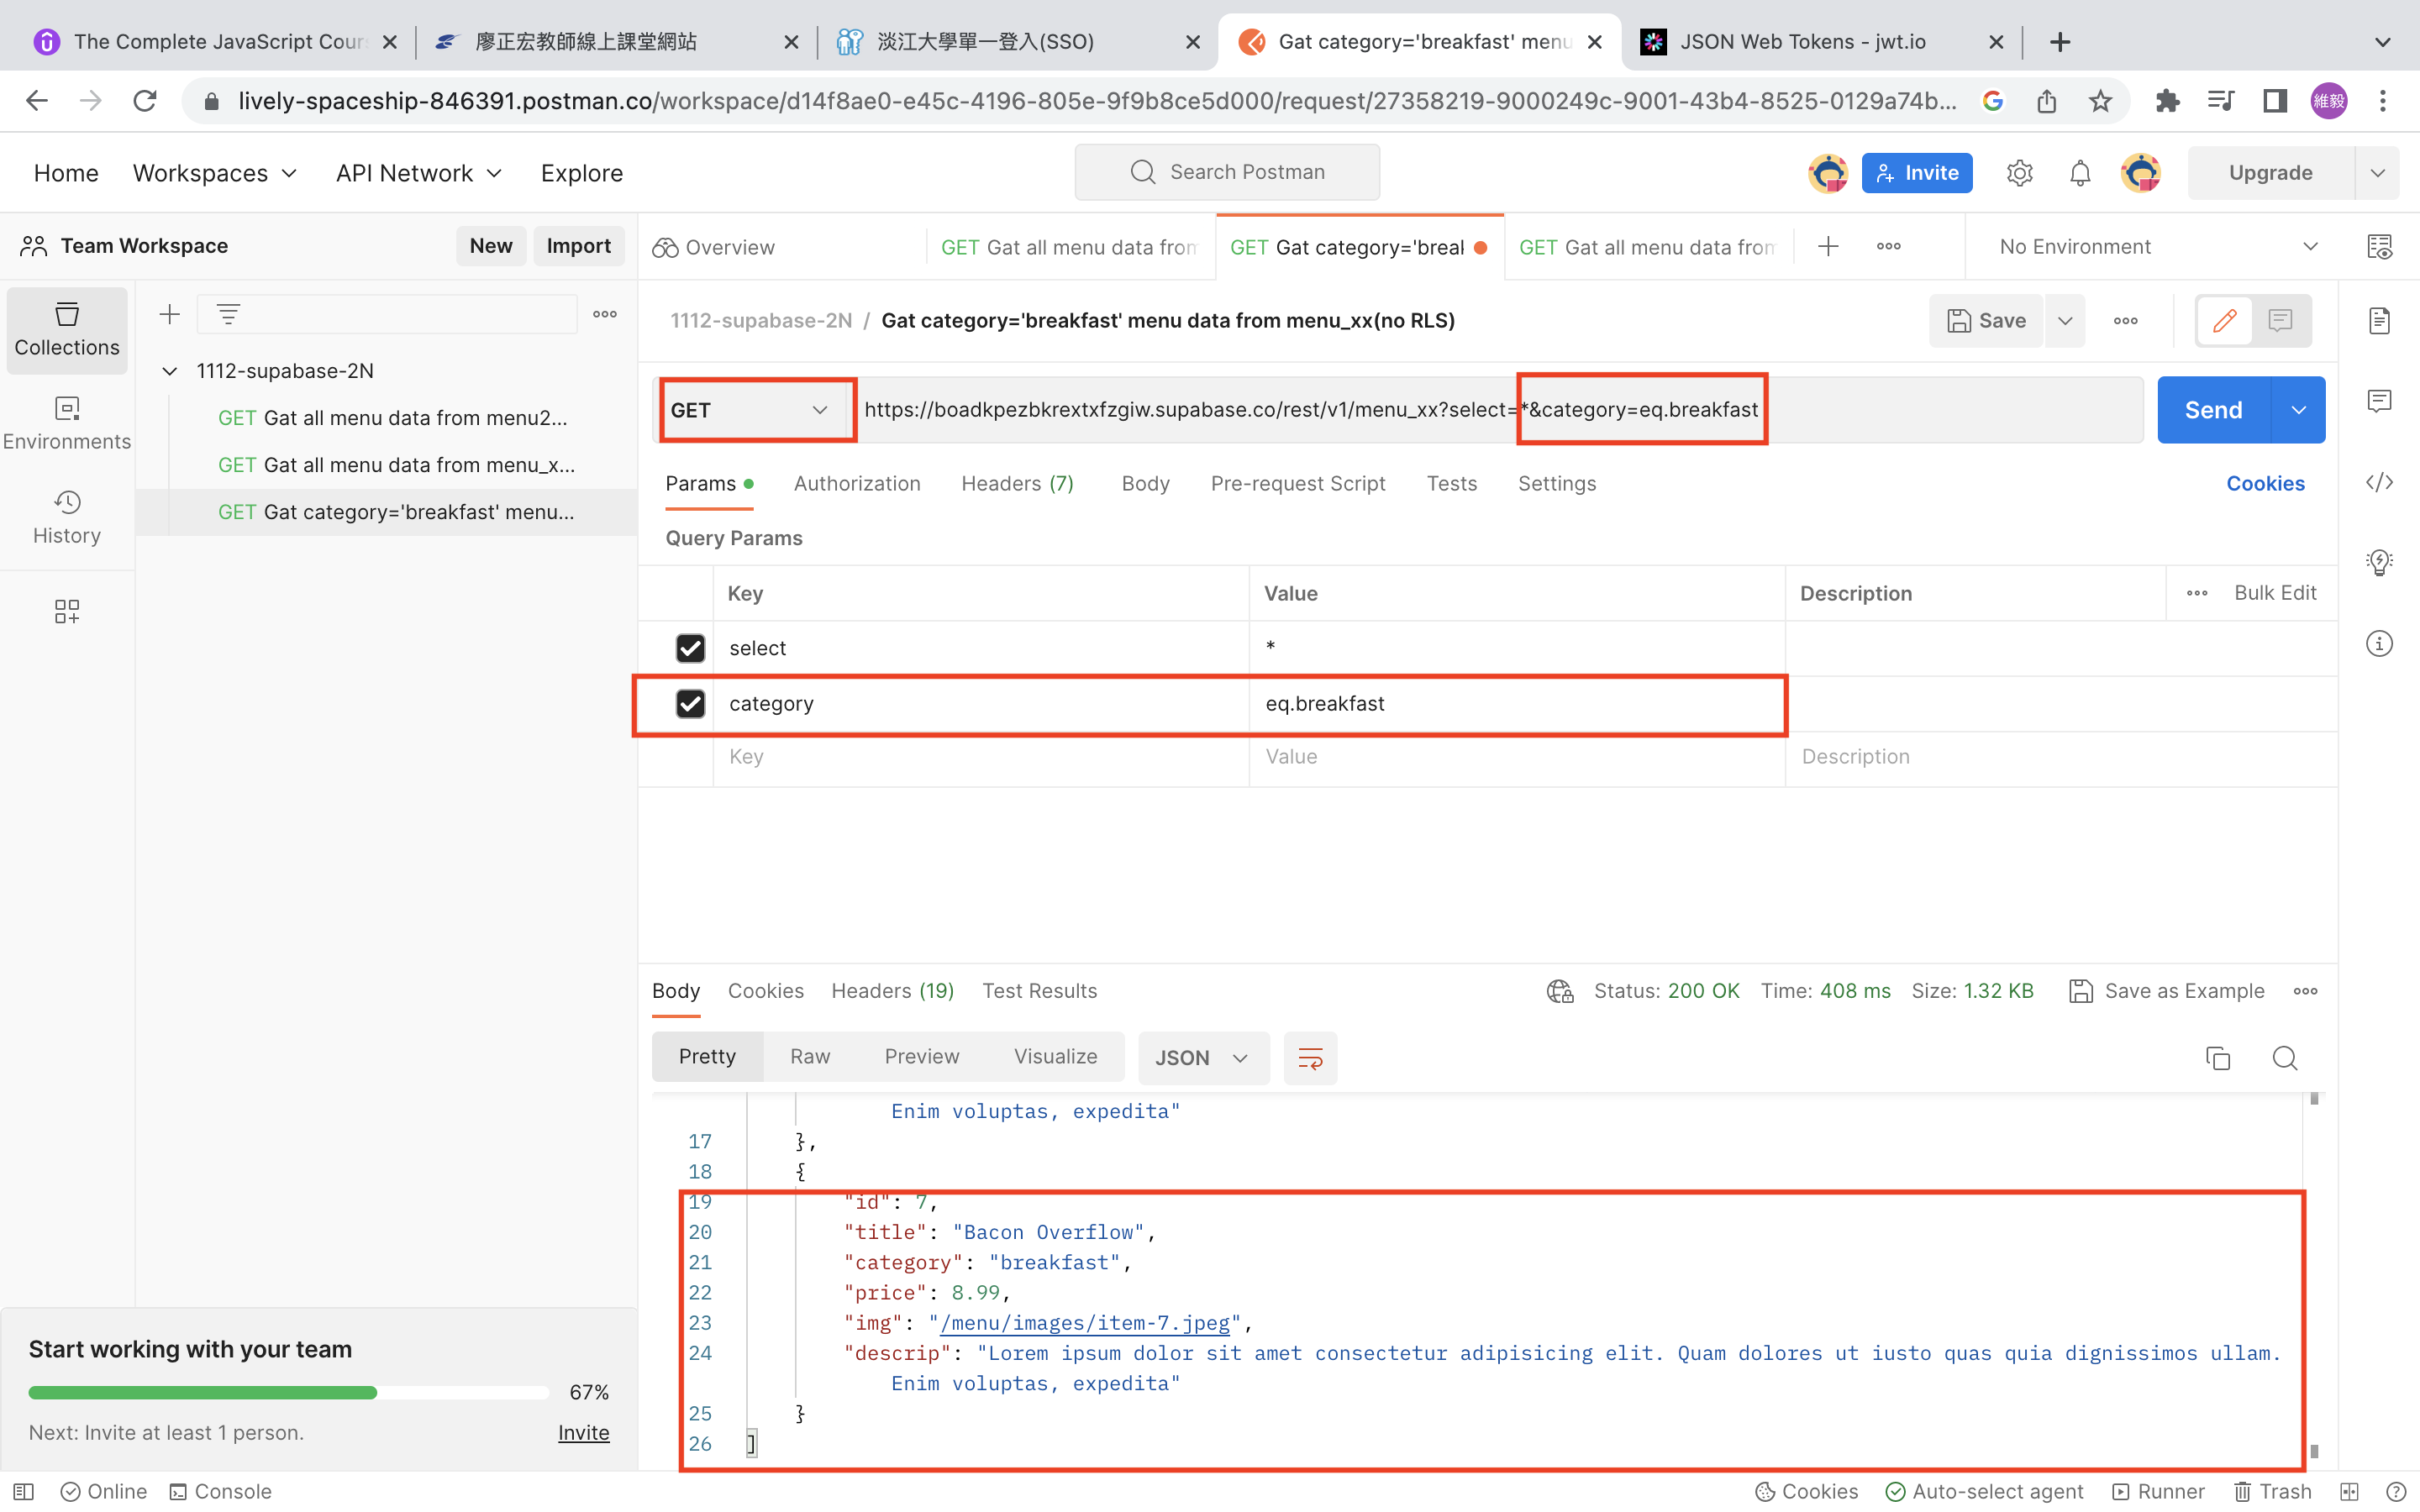 The Complete JavaScript Cour
廖正宏教師線上課堂網站
淡江大學單一登入(SSO)
Gat category='breakfast' menu
JSON Web Tokens - jwt.io
lively-spaceship-846391.postman.co/workspace/d14f8ae0-e45c-4196-805e-9f9b8ce5d000/request/27358219-9000249c-9001-43b4-8525-0129a74b...
維毅
Home
Workspaces
API Network
Explore
Search Postman
Invite
Upgrade
Team Workspace
New
Import
Overview
GET Gat all menu data from
GET Gat category='break
GET Gat all menu data from
No Environment
Collections
Environments
History
1112-supabase-2N
GET Gat all menu data from menu2...
GET Gat all menu data from menu_x...
GET Gat category='breakfast' menu...
1112-supabase-2N / Gat category='breakfast' menu data from menu_xx(no RLS)
Save
GET
https://boadkpezbkrextxfzgiw.supabase.co/rest/v1/menu_xx?select=*&category=eq.breakfast
Send
Params
Authorization
Headers (7)
Body
Pre-request Script
Tests
Settings
Cookies
Query Params
Key
Value
Description
Bulk Edit
select
*
category
eq.breakfast
Key
Value
Description
Body
Cookies
Headers (19)
Test Results
Status: 200 OK
Time: 408 ms
Size: 1.32 KB
Save as Example
Pretty
Raw
Preview
Visualize
JSON
Enim voluptas, expedita"
17 },
18 {
19 "id": 7,
20 "title": "Bacon Overflow",
21 "category": "breakfast",
22 "price": 8.99,
23 "img": "/menu/images/item-7.jpeg",
24 "descrip": "Lorem ipsum dolor sit amet consectetur adipisicing elit. Quam dolores ut iusto quas quia dignissimos ullam.
Enim voluptas, expedita"
25 }
26 ]
Start working with your team
67%
Next: Invite at least 1 person.
Invite
Online
Console
Cookies
Auto-select agent
Runner
Trash